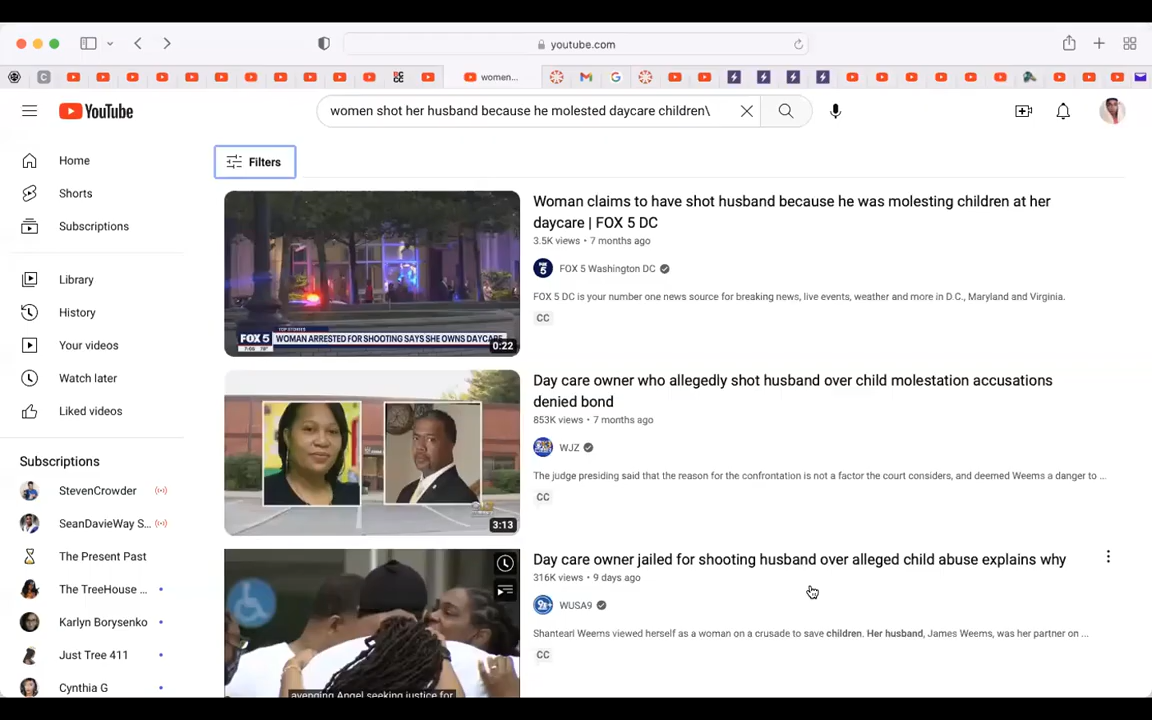 youtube.com
women...
YouTube
women shot her husband because he molested daycare children\
Home
Shorts
Subscriptions
Library
History
Your videos
Watch later
Liked videos
Subscriptions
StevenCrowder
SeanDavieWay S...
The Present Past
The TreeHouse ...
Karlyn Borysenko
Just Tree 411
Cynthia G
Filters
TOP STORIES
FOX 5 WOMAN ARRESTED FOR SHOOTING SAYS SHE OWNS DAYCARE
0:22
Woman claims to have shot husband because he was molesting children at her
daycare | FOX 5 DC
3.5K views • 7 months ago
FOX 5 Washington DC
FOX 5 DC is your number one news source for breaking news, live events, weather and more in D.C., Maryland and Virginia.
CC
3:13
Day care owner who allegedly shot husband over child molestation accusations
denied bond
853K views • 7 months ago
WJZ
The judge presiding said that the reason for the confrontation is not a factor the court considers, and deemed Weems a danger to ...
CC
avenging Angel seeking justice for
Day care owner jailed for shooting husband over alleged child abuse explains why
316K views • 9 days ago
WUSA9
Shanteari Weems viewed herself as a woman on a crusade to save children. Her husband, James Weems, was her partner on ...
CC